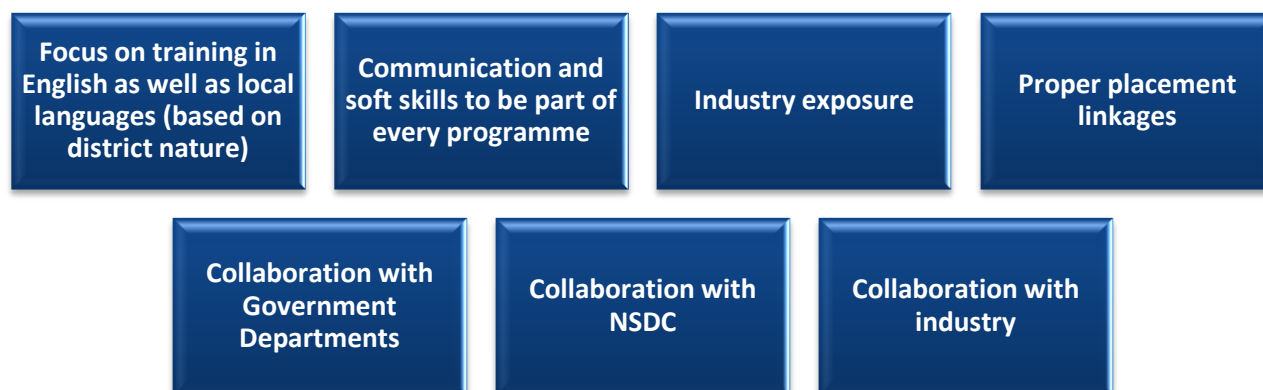 Focus on training in
English as well as local
languages (based on
district nature)
Communication and
soft skills to be part of
every programme
Industry exposure
Proper placement
linkages
Collaboration with
Government
Departments
Collaboration with
NSDC
Collaboration with
industry